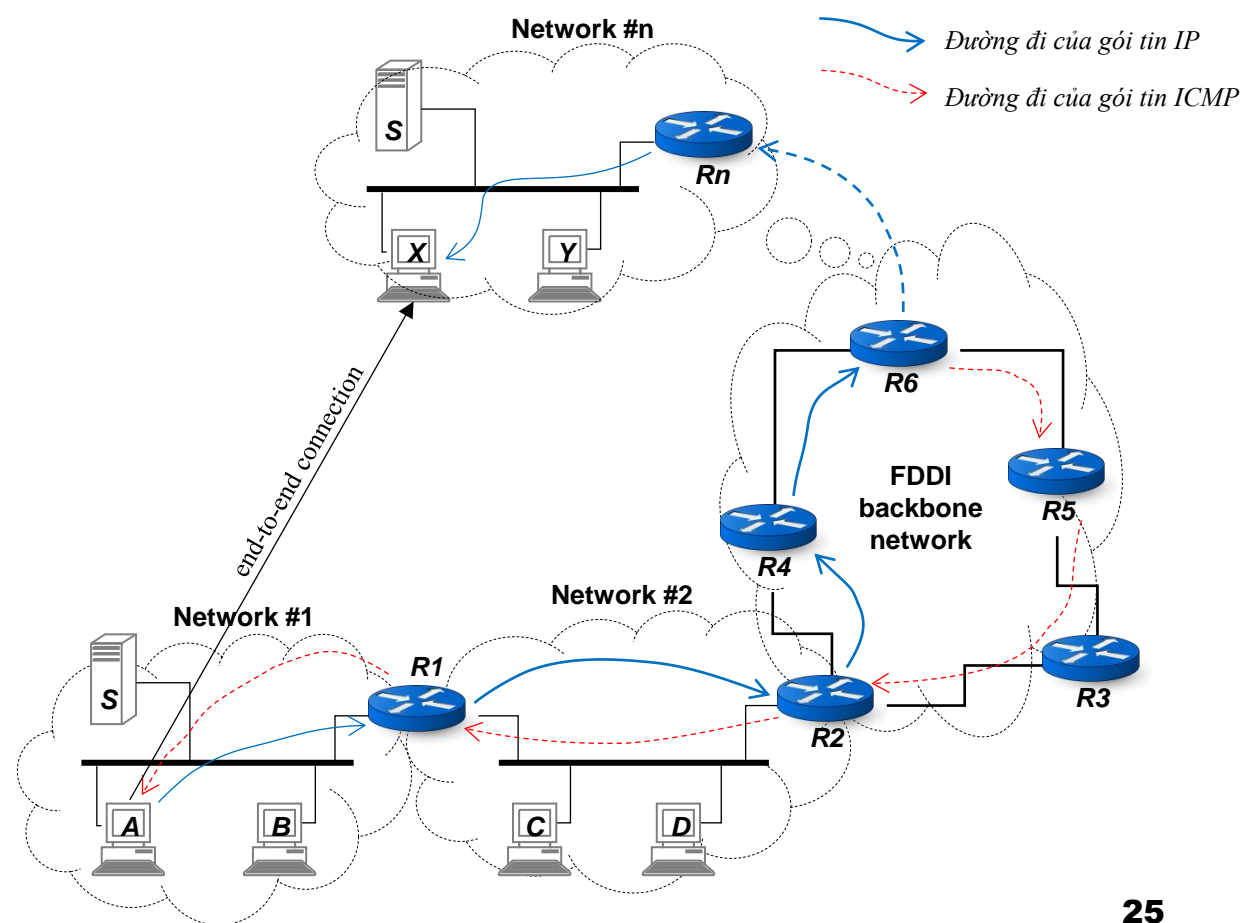 Network #n
Đường đi của gói tin IP
Đường đi của gói tin ICMP
S
Rn
X
Y
R6
end-to-end connection
FDDI
backbone
network
R5
R4
Network #1
Network #2
S
R1
R3
R2
A
B
C
D
25